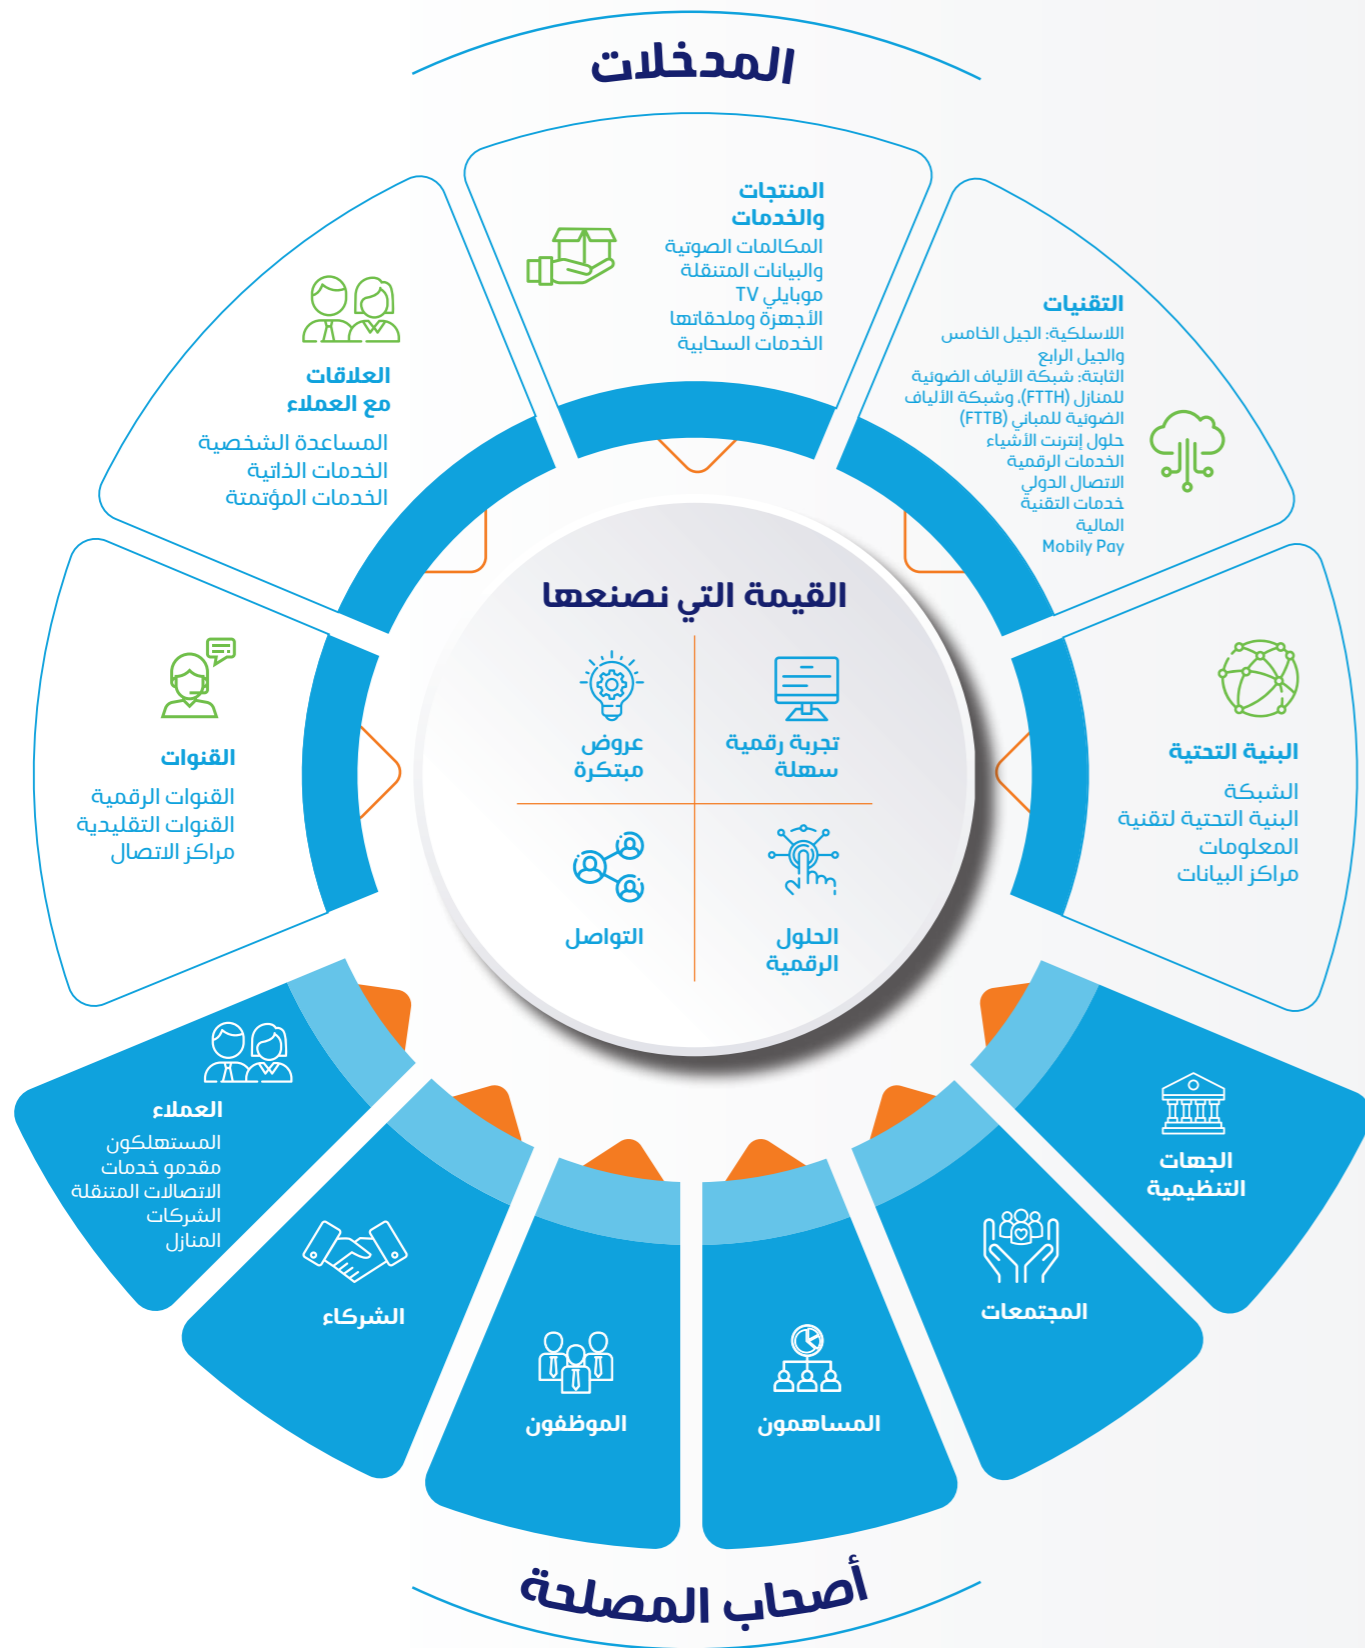 المدخلات
المنتجات
والخدمات
المكالمات الصوتية
والبيانات المتنقلة
موبايلي TV
الأجهزة وملحقاتها
الخدمات السحابية
التقنيات
اللاسلكية: الجيل الخامس
والجيل الرابع
الثابتة: شبكة الألياف الضوئية
للمنازل (FTTH)، وشبكة الألياف
الضوئية للمباني (FTTB)
حلول إنترنت الأشياء
الخدمات الرقمية
الاتصال الدولي
خدمات التقنية
المالية
Mobily Pay
العلاقات
مع العملاء
المساعدة الشخصية
الخدمات الذاتية
الخدمات المؤتمتة
البنية التحتية
الشبكة
البنية التحتية لتقنية
المعلومات
مراكز البيانات
القنوات
القنوات الرقمية
القنوات التقليدية
مراكز الاتصال
القيمة التي نصنعها
تجربة رقمية
سهلة
عروض
مبتكرة
الحلول
الرقمية
التواصل
الجهات
التنظيمية
المجتمعات
المساهمون
الموظفون
الشركاء
العملاء
المستهلكون
مقدمو خدمات
الاتصالات المتنقلة
الشركات
المنازل
أصحاب المصلحة